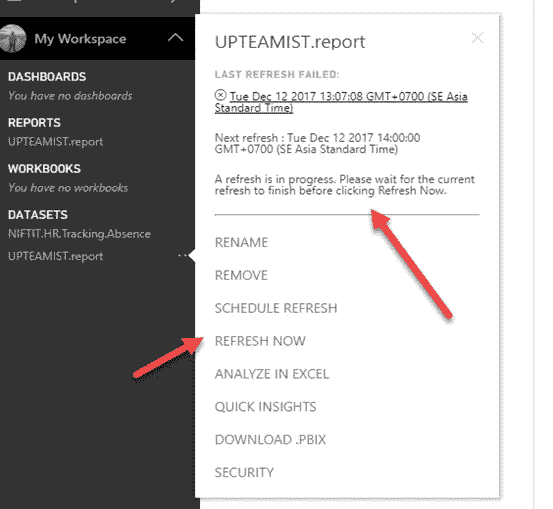 My Workspace
DASHBOARDS
You have no dashboards
REPORTS
UPTEAMIST.report
WORKBOOKS
You have no workbooks
DATASETS
NIFTIT.HR.Tracking.Absence
UPTEAMIST.report
UPTEAMIST.report
LAST REFRESH FAILED:
Tue Dec 12 2017 13:07:08 GMT+0700 (SE Asia
Standard Time)
Next refresh : Tue Dec 12 2017 14:00:00
GMT+0700 (SE Asia Standard Time)
A refresh is in progress. Please wait for the current
refresh to finish before clicking Refresh Now.
RENAME
REMOVE
SCHEDULE REFRESH
REFRESH NOW
ANALYZE IN EXCEL
QUICK INSIGHTS
DOWNLOAD .PBIX
SECURITY